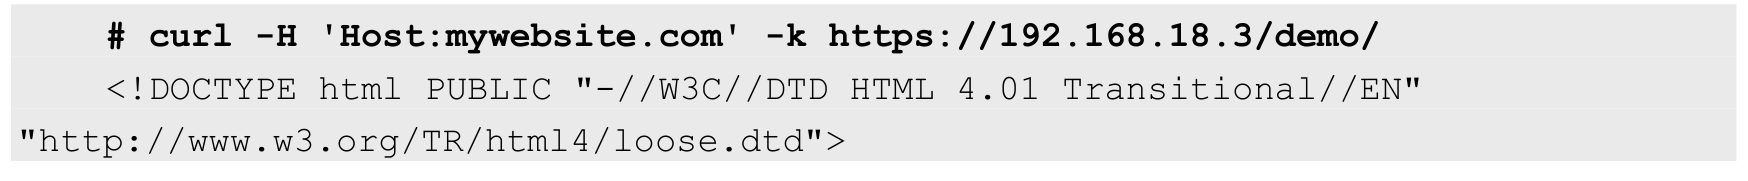 # curl -H 'Host:mywebsite.com' -k https://192.168.18.3/demo/
<!DOCTYPE html PUBLIC "-//W3C//DTD HTML 4.01 Transitional//EN"
"http://www.w3.org/TR/html4/loose.dtd">